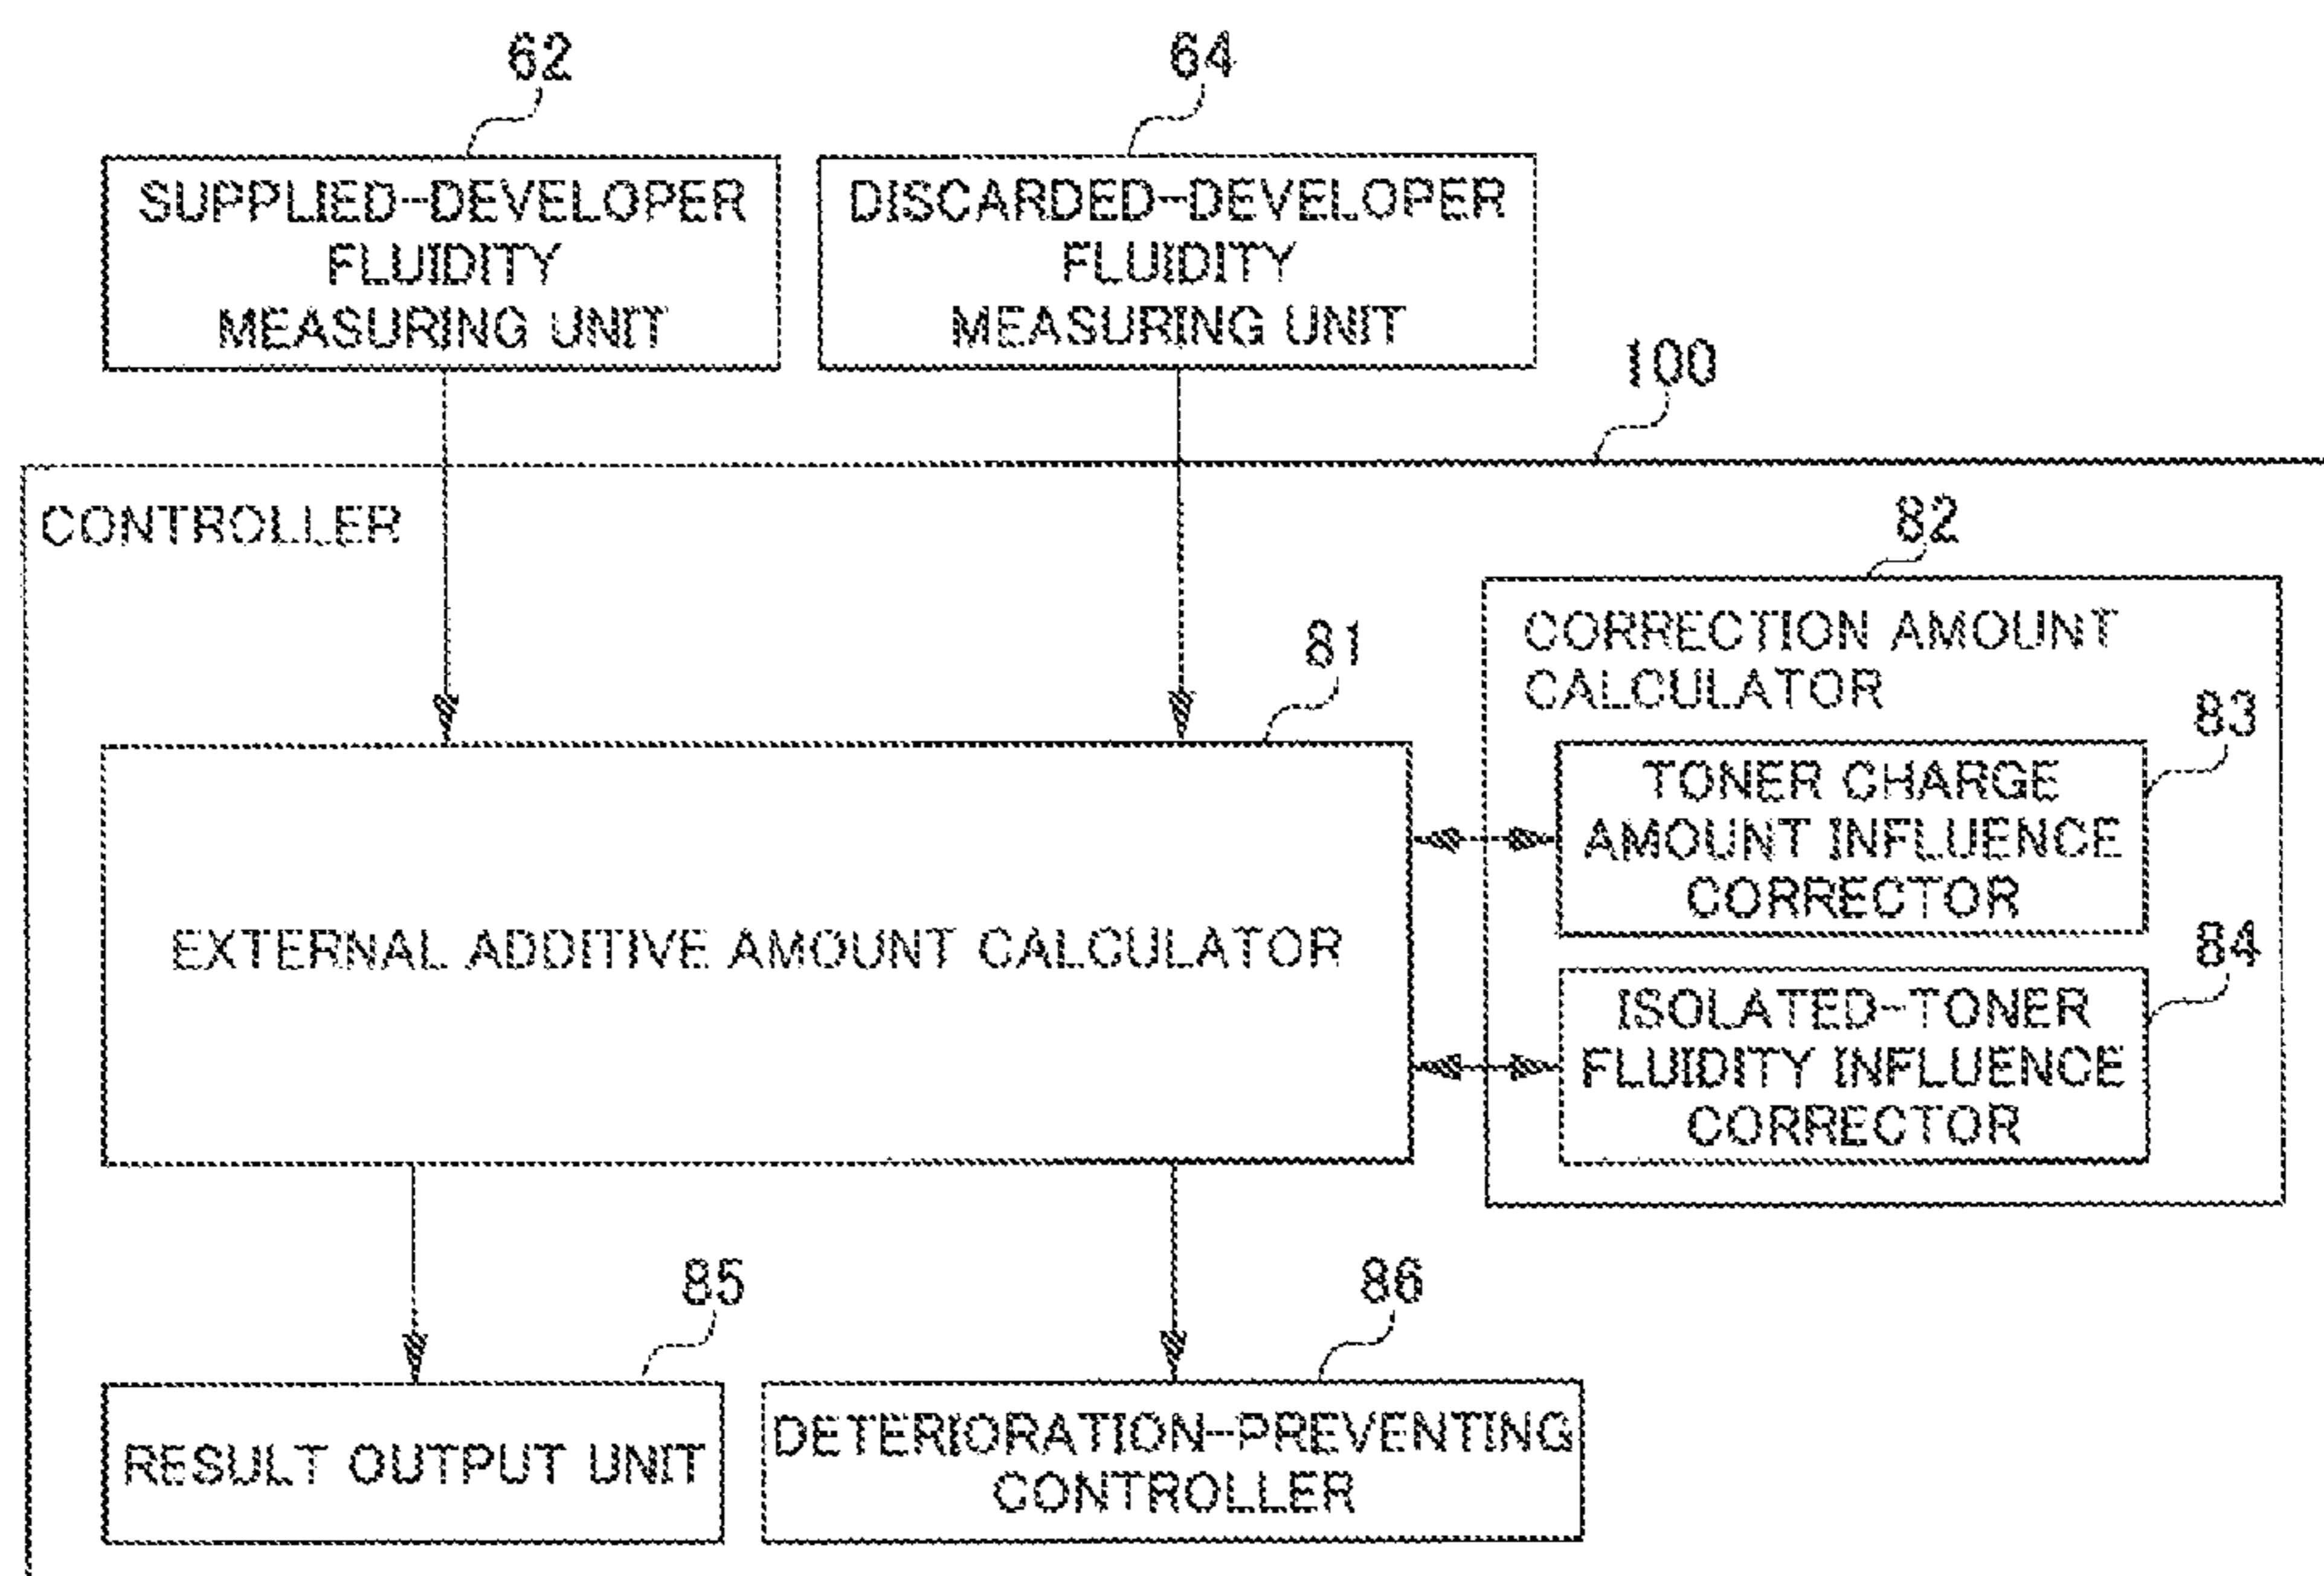 62
64
SUPPLIED-DEVELOPER
FLUIDITY
MEASURING UNIT
DISCARDED-DEVELOPER
FLUIDITY
MEASURING UNIT
100
CONTROLLER
82
CORRECTION AMOUNT
CALCULATOR
81
83
TONER CHARGE
AMOUNT INFLUENCE
CORRECTOR
EXTERNAL ADDITIVE AMOUNT CALCULATOR
84
ISOLATED-TONER
FLUIDITY INFLUENCE
CORRECTOR
85
86
RESULT OUTPUT UNIT
DETERIORATION-PREVENTING
CONTROLLER